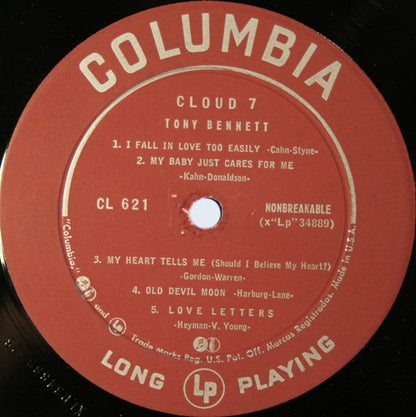 COLUMBIA
CLOUD 7
TONY BENNETT
1. I FALL IN LOVE TOO EASILY -Cahn-Styne-
2. MY BABY JUST CARES FOR ME
-Kahn-Donaldson-
CL 621
NONBREAKABLE
(x"Lp"34889)
3. MY HEART TELLS ME (Should I Believe My Heart?)
-Gordon-Warren-
4. OLD DEVIL MOON -Harburg-Lane-
5. LOVE LETTERS
-Heyman-V. Young-
"Columbia," and Lp Trade Marks Reg. U.S. Pat. Off. Marcas Registradas. Made in U.S.A.
LONG Lp PLAYING